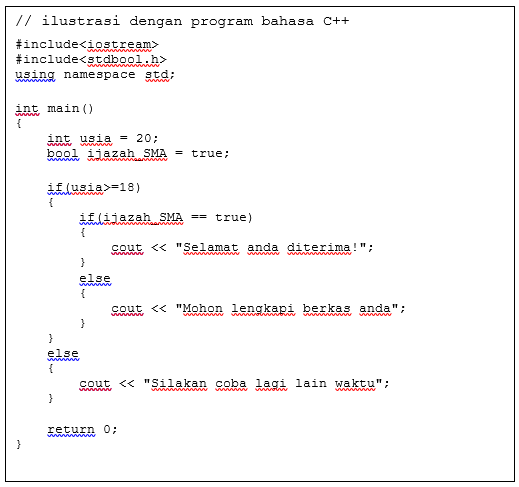 // ilustrasi dengan program bahasa C++
#include<iostream>
#include<stdbool.h>
using namespace std;
int main()
{
int usia = 20;
bool ijazah_SMA = true;
if(usia>=18)
{
if(ijazah_SMA == true)
{
cout << "Selamat anda diterima!";
}
else
{
cout << "Mohon lengkapi berkas anda";
}
}
else
{
cout << "Silakan coba lagi lain waktu";
}
return 0;
}